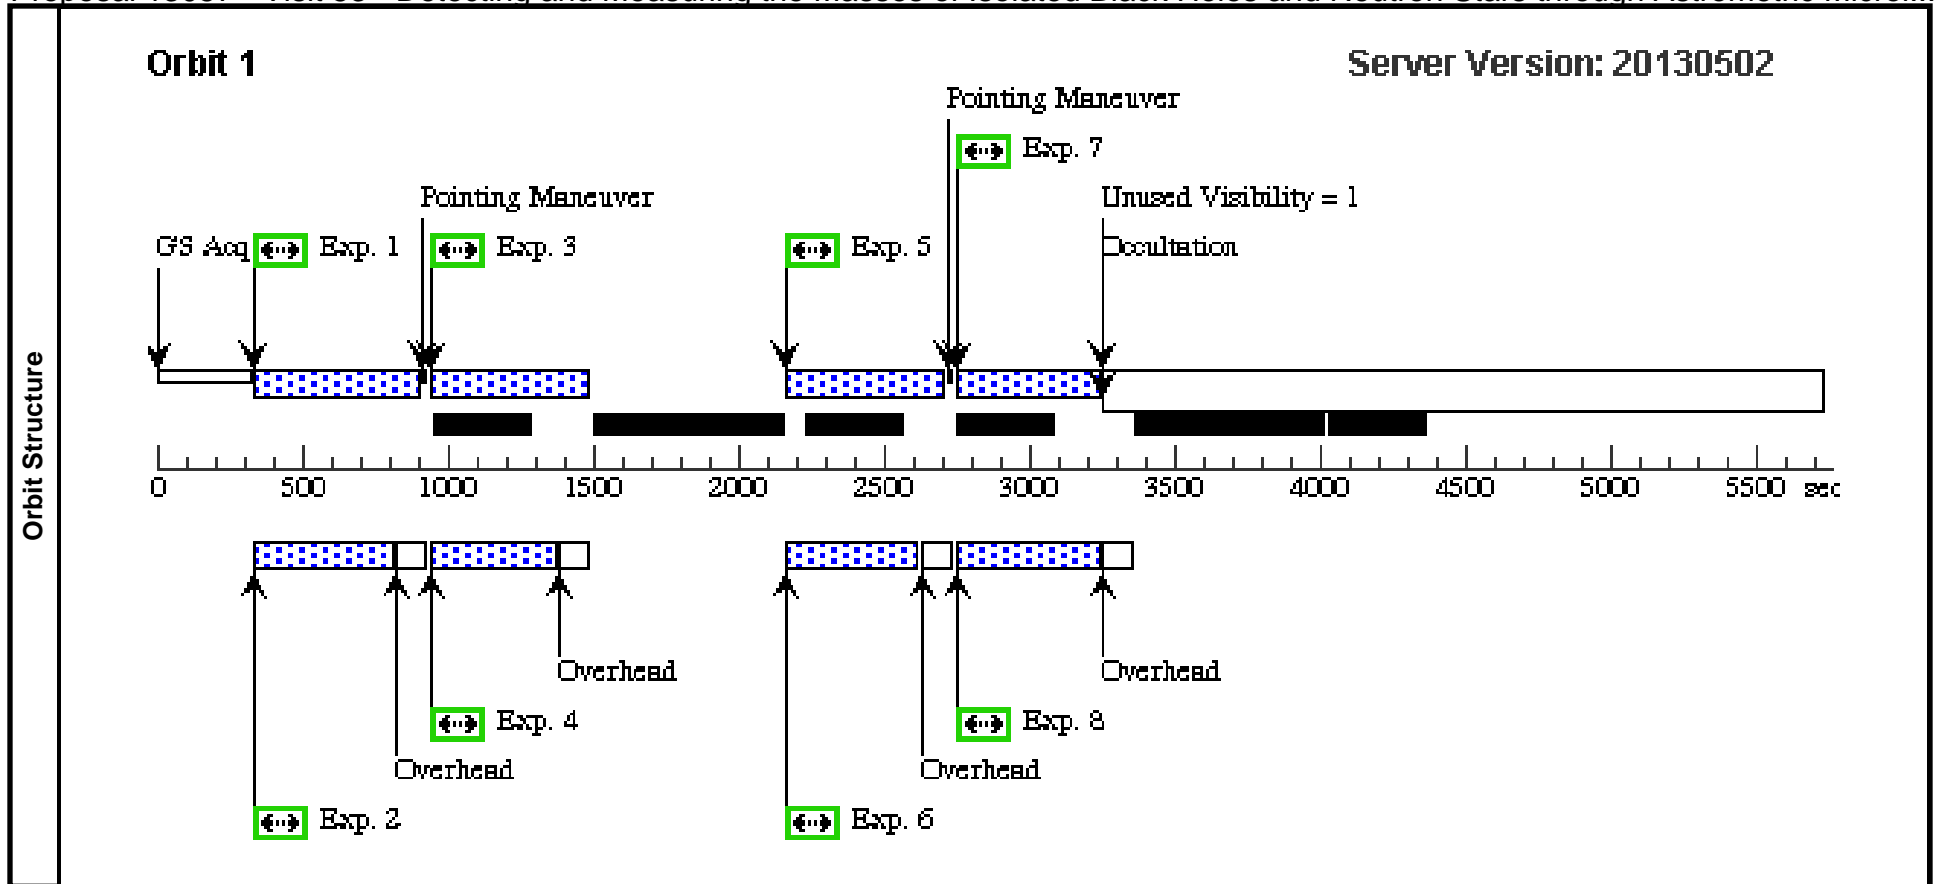 Orbit 1
Server Version: 20130502
Pointing Maneuver
Exp. 7
Pointing Maneuver
Unused Visibility = 1
GS Acq
Exp. 1
Exp. 3
Exp. 5
Occultation
Orbit Structure
0 500 1000 1500 2000 2500 3000 3500 4000 4500 5000 5500 sec
Overhead
Overhead
Exp. 4
Exp. 8
Overhead
Overhead
Exp. 2
Exp. 6